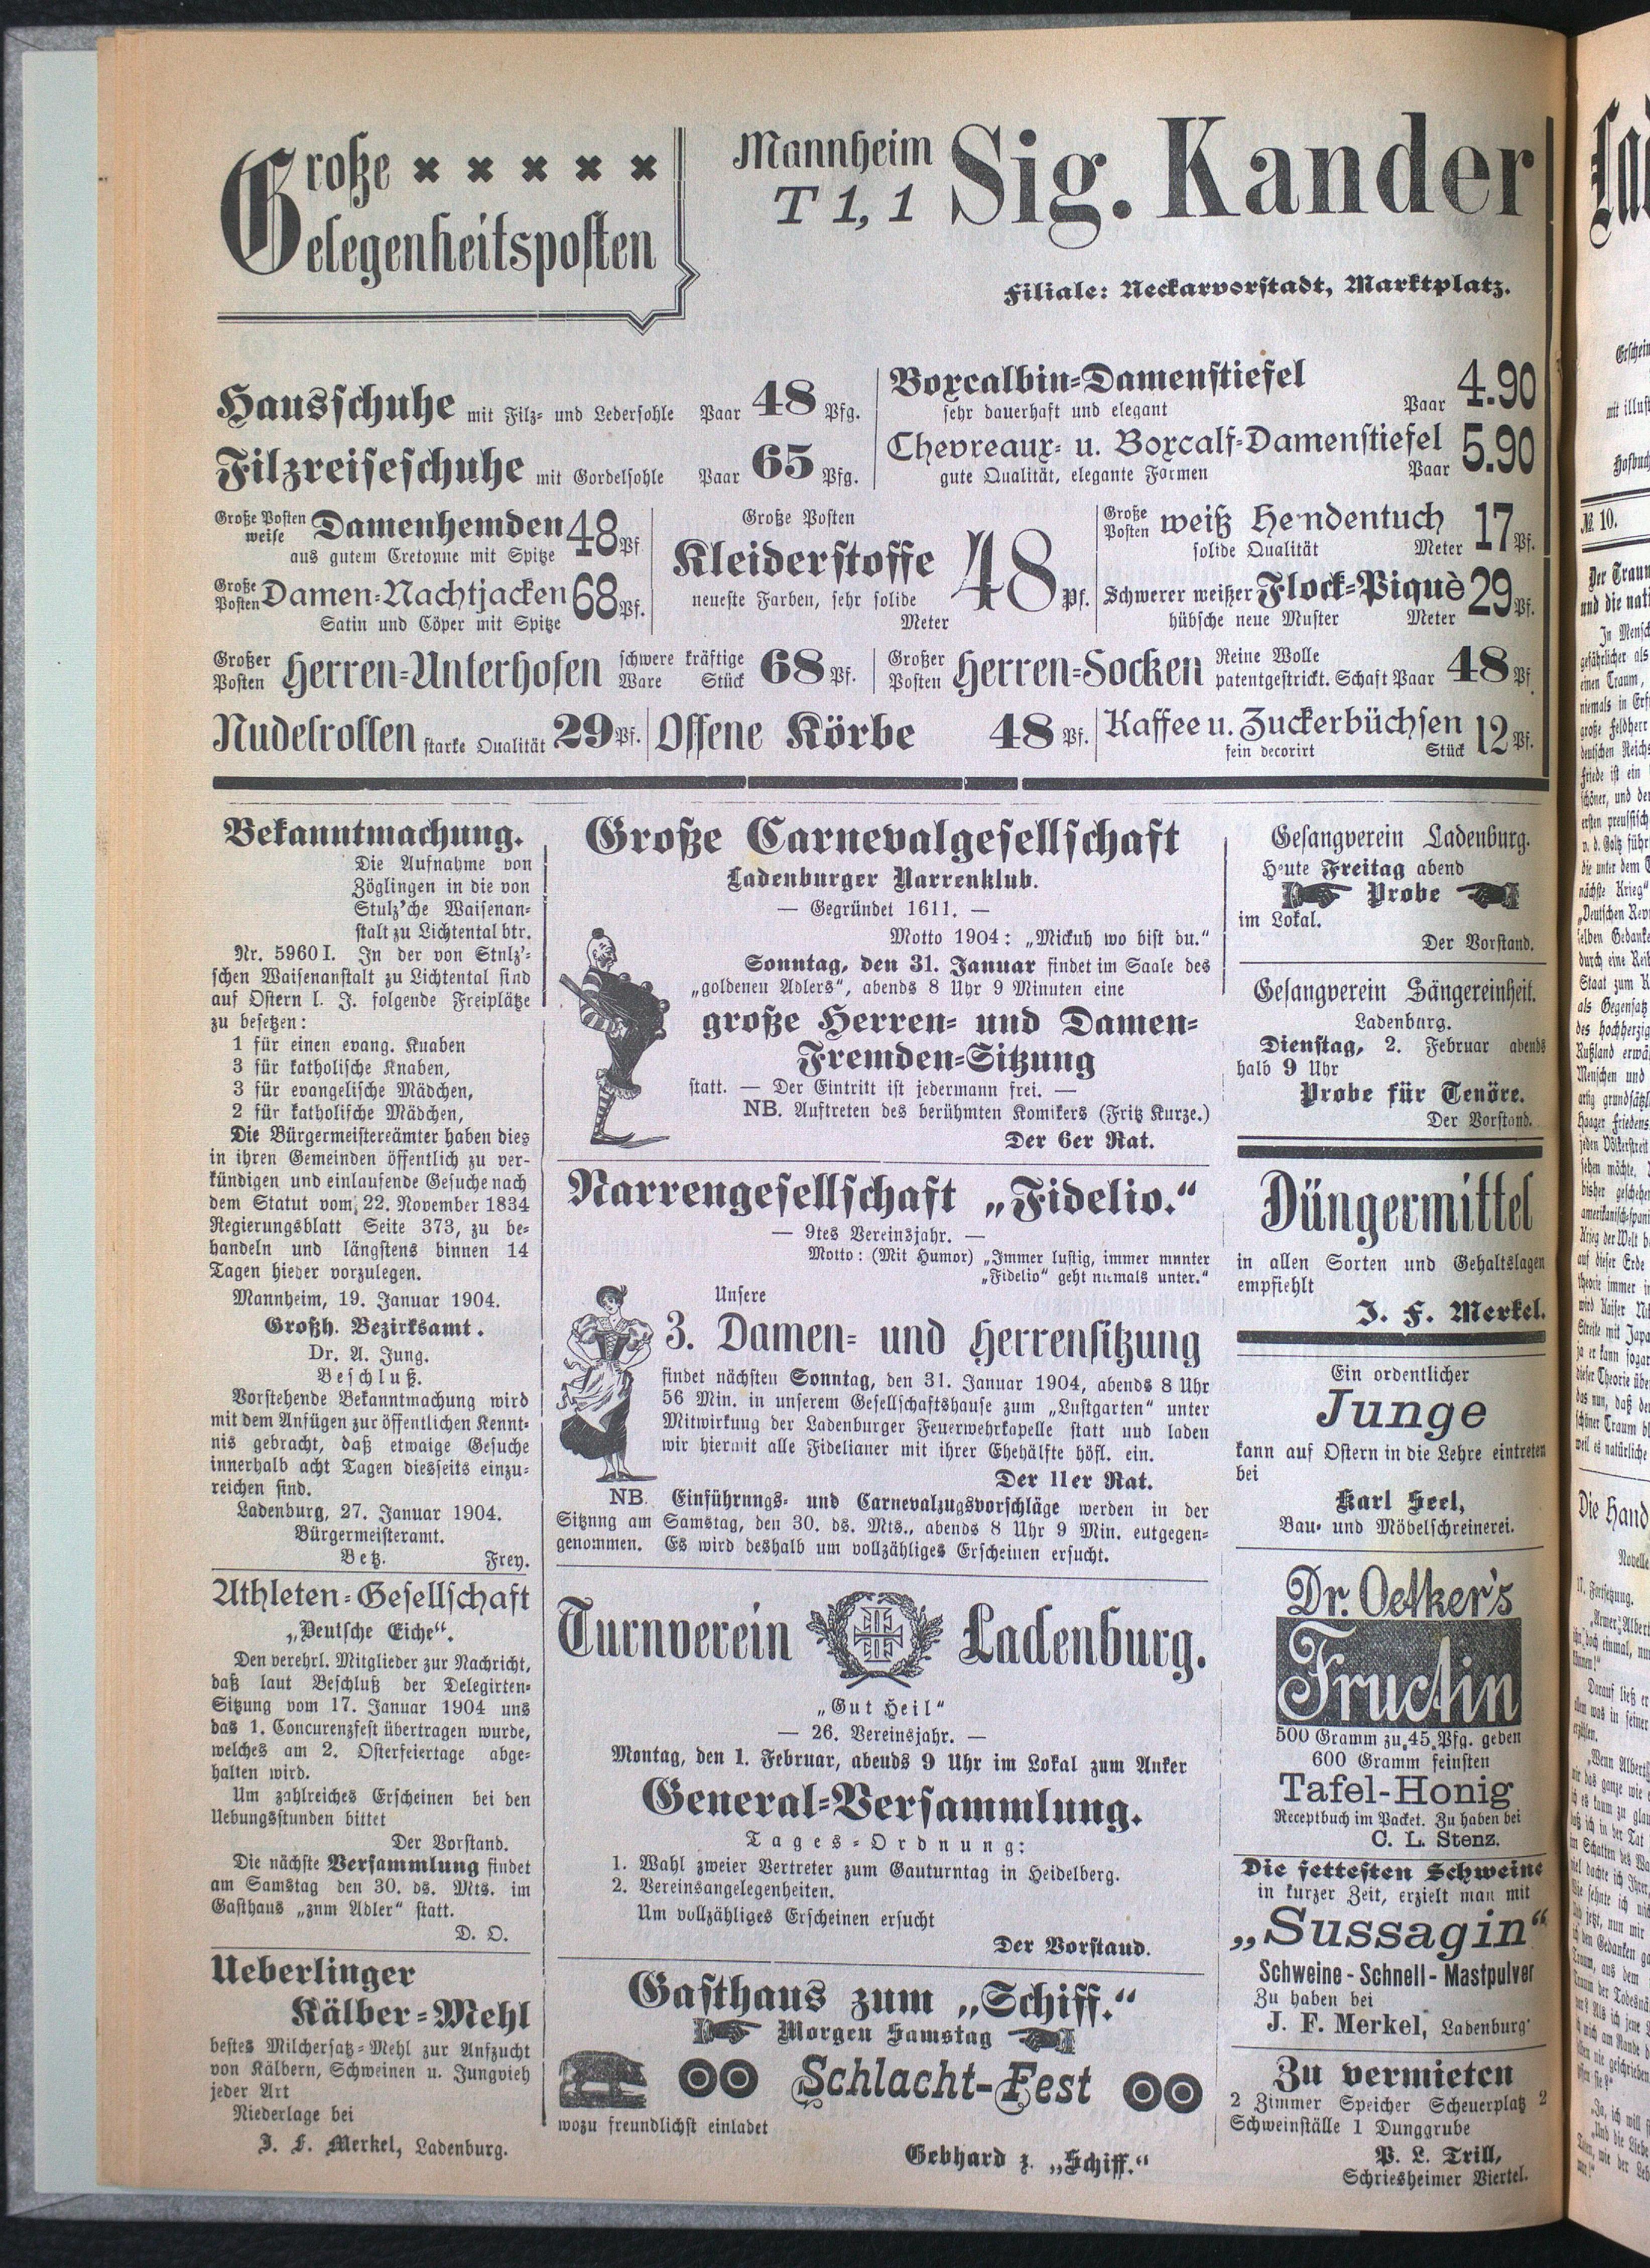 Große
Gelegenheitsposten
Mannheim
T 1, 1
Sig. Kander
Filiale: Neckarvorstadt, Marktplatz.
Hausschuhe mit Filz- und Ledersohle Paar 48 Pfg.
Filzreiseschuhe mit Cordelsohle Paar 65 Pfg.
Boxcalbin-Damenstiefel
sehr dauerhaft und elegant Paar 4.90
Chevreaux- u. Boxcalf-Damenstiefel
gute Qualität, elegante Formen Paar 5.90
Große Posten
weise Damenhemden 48 Pf.
aus gutem Cretonne mit Spitze
Große
Posten Damen-Nachtjacken 68 Pf.
Satin und Cöper mit Spitze
Große Posten
Kleiderstoffe 48 Pf.
neueste Farben, sehr solide
Meter
Große
Posten weiß Hendentuch 17 Pf.
solide Qualität Meter
Schwerer weißer Flock-Piquè 29 Pf.
hübsche neue Muster Meter
Großer
Posten Herren-Unterhosen schwere kräftige
Ware Stück 68 Pf.
Großer
Posten Herren-Socken Reine Wolle
patentgestrickt. Schaft Paar 48 Pf
Nudelrollen starke Qualität 29 Pf.
Offene Körbe 48 Pf.
Kaffee u. Zuckerbüchsen
fein decorirt Stück 12 Pf.
Bekanntmachung.
Die Aufnahme von
Zöglingen in die von
Stulz'che Waisenan-
stalt zu Lichtental btr.
Nr. 5960 I. In der von Stnlz'-
schen Waisenanstalt zu Lichtental sind
auf Ostern l. J. folgende Freiplätze
zu besetzen:
1 für einen evang. Knaben
3 für katholische Knaben,
3 für evangelische Mädchen,
2 für katholische Mädchen,
Die Bürgermeistereämter haben dies
in ihren Gemeinden öffentlich zu ver-
kündigen und einlaufende Gesuche nach
dem Statut vom 22. November 1834
Regierungsblatt Seite 373, zu be-
handeln und längstens binnen 14
Tagen hieber vorzulegen.
Mannheim, 19. Januar 1904.
Großh. Bezirksamt.
Dr. A. Jung.
Beschluß.
Vorstehende Bekanntmachung wird
mit dem Anfügen zur öffentlichen Kennt-
nis gebracht, daß etwaige Gesuche
innerhalb acht Tagen diesseits einzu-
reichen sind.
Ladenburg, 27. Januar 1904.
Bürgermeisteramt.
Betz. Frey.
Athleten-Gesellschaft
„Deutsche Eiche“.
Den verehrl. Mitglieder zur Nachricht,
daß laut Beschluß der Delegirten-
Sitzung vom 17. Januar 1904 uns
das 1. Concurenzfest übertragen wurde,
welches am 2. Osterfeiertage abge-
halten wird.
Um zahlreiches Erscheinen bei den
Uebungsstunden bittet
Der Vorstand.
Die nächste Versammlung findet
am Samstag den 30. ds. Mts. im
Gasthaus „znm Adler“ statt.
D. O.
Ueberlinger
Kälber-Mehl
bestes Milchersatz-Mehl zur Aufzucht
von Kälbern, Schweinen u. Jungvieh
jeder Art
Niederlage bei
J. F. Merkel, Ladenburg.
Große Carnevalgesellschaft
Ladenburger Narrenklub.
— Gegründet 1611. —
Motto 1904: „Mickuh wo bist du.“
Sonntag, den 31. Januar findet im Saale des
„goldenen Adlers“, abends 8 Uhr 9 Minuten eine
große Herren- und Damen-
Fremden-Sitzung
statt. — Der Eintritt ist jedermann frei. —
NB. Auftreten des berühmten Komikers (Fritz Kurze.)
Der 6er Rat.
Narrengesellschaft „Fidelio.“
— 9tes Vereinsjahr. —
Motto: (Mit Humor) „Immer lustig, immer mnnter
„Fidelio“ geht niemals unter.“
Unsere
3. Damen- und Herrensitzung
findet nächsten Sonntag, den 31. Januar 1904, abends 8 Uhr
56 Min. in unserem Gesellschaftshause zum „Lustgarten“ unter
Mitwirkung der Ladenburger Feuerwehrkapelle statt und laden
wir hiermit alle Fidelianer mit ihrer Ehehälfte höfl. ein.
Der 11er Rat.
NB. Einführnngs- und Carnevalzugsvorschläge werden in der
Sitznng am Samstag, den 30. ds. Mts., abends 8 Uhr 9 Min. eutgegen-
genommen. Es wird deshalb um vollzähliges Erscheinen ersucht.
Turnverein Ladenburg.
„Gut Heil“
— 26. Vereinsjahr. —
Montag, den 1. Februar, abends 9 Uhr im Lokal zum Anker
General-Versammlung.
Tages-Ordnung:
1. Wahl zweier Vertreter zum Gauturntag in Heidelberg.
2. Vereinsangelegenheiten.
Um vollzähliges Erscheinen ersucht
Der Vorstand.
Gasthaus zum „Schiff.“
Morgen Samstag
Schlacht-Fest
wozu freundlichst einladet
Gebhard z. „Schiff.“
Gesangverein Ladenburg.
Heute Freitag abend
Probe
im Lokal.
Der Vorstand.
Gesangverein Sängereinheit.
Ladenburg.
Dienstag, 2. Februar abends
halb 9 Uhr
Probe für Tenöre.
Der Vorstand.
Düngermittel
in allen Sorten und Gehaltslagen
empfiehlt
J. F. Merkel.
Ein ordentlicher
Junge
kann auf Ostern in die Lehre eintreten
bei
Karl Seel,
Bau- und Möbelschreinerei.
Dr. Oetker's
Fructin
500 Gramm zu 45 Pfg. geben
600 Gramm feinsten
Tafel-Honig
Receptbuch im Packet. Zu haben bei
C. L. Stenz.
Die fettesten Schweine
in kurzer Zeit, erzielt man mit
„Sussagin“
Schweine-Schnell-Mastpulver
Zu haben bei
J. F. Merkel, Ladenburg
Zu vermieten
2 Zimmer Speicher Scheuerplatz 2
Schweinställe 1 Dunggrube
P. L. Trill,
Schriesheimer Viertel.
№ 10.